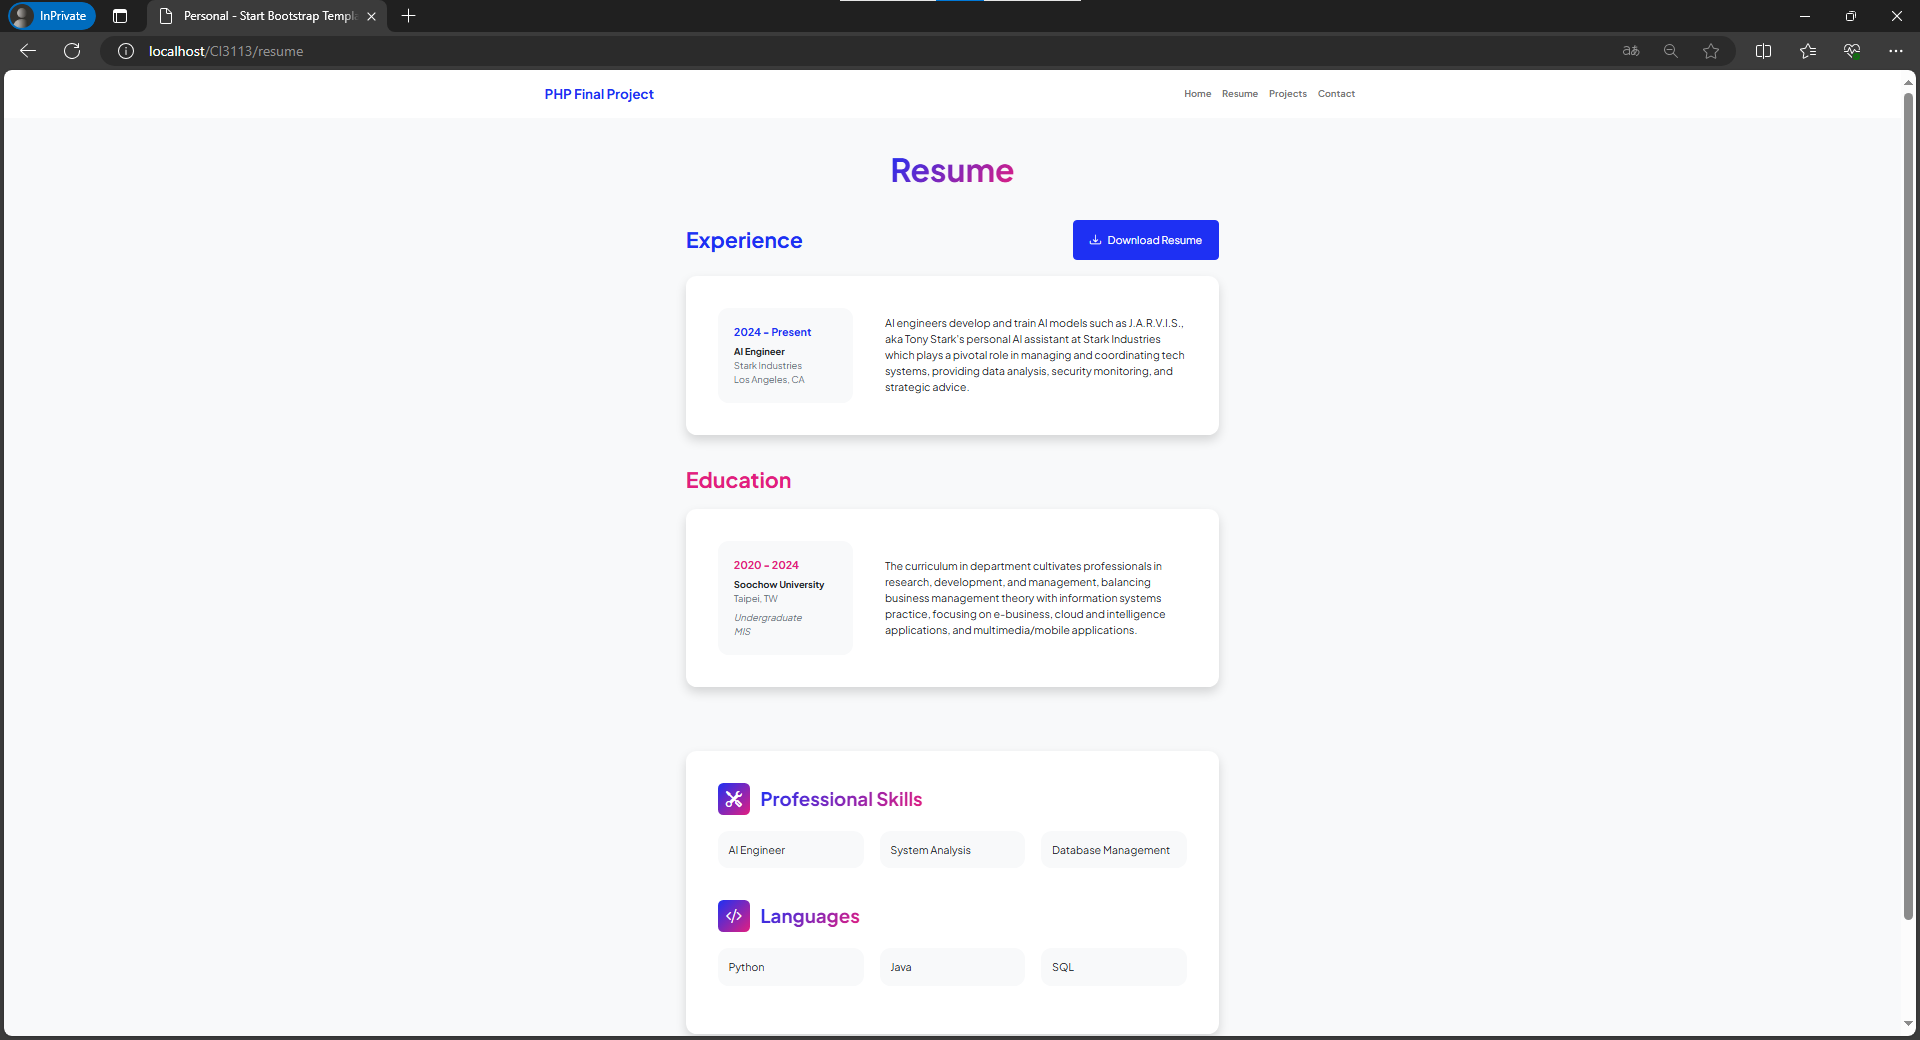 InPrivate
Personal - Start Bootstrap Templa
localhost/CI3113/resume
PHP Final Project
Home Resume Projects Contact
Resume
Experience
Download Resume
2024 - Present
AI Engineer
Stark Industries
Los Angeles, CA
AI engineers develop and train AI models such as J.A.R.V.I.S.,
aka Tony Stark's personal AI assistant at Stark Industries
which plays a pivotal role in managing and coordinating tech
systems, providing data analysis, security monitoring, and
strategic advice.
Education
2020 - 2024
Soochow University
Taipei, TW
Undergraduate
MIS
The curriculum in department cultivates professionals in
research, development, and management, balancing
business management theory with information systems
practice, focusing on e-business, cloud and intelligence
applications, and multimedia/mobile applications.
Professional Skills
AI Engineer
System Analysis
Database Management
Languages
Python
Java
SQL